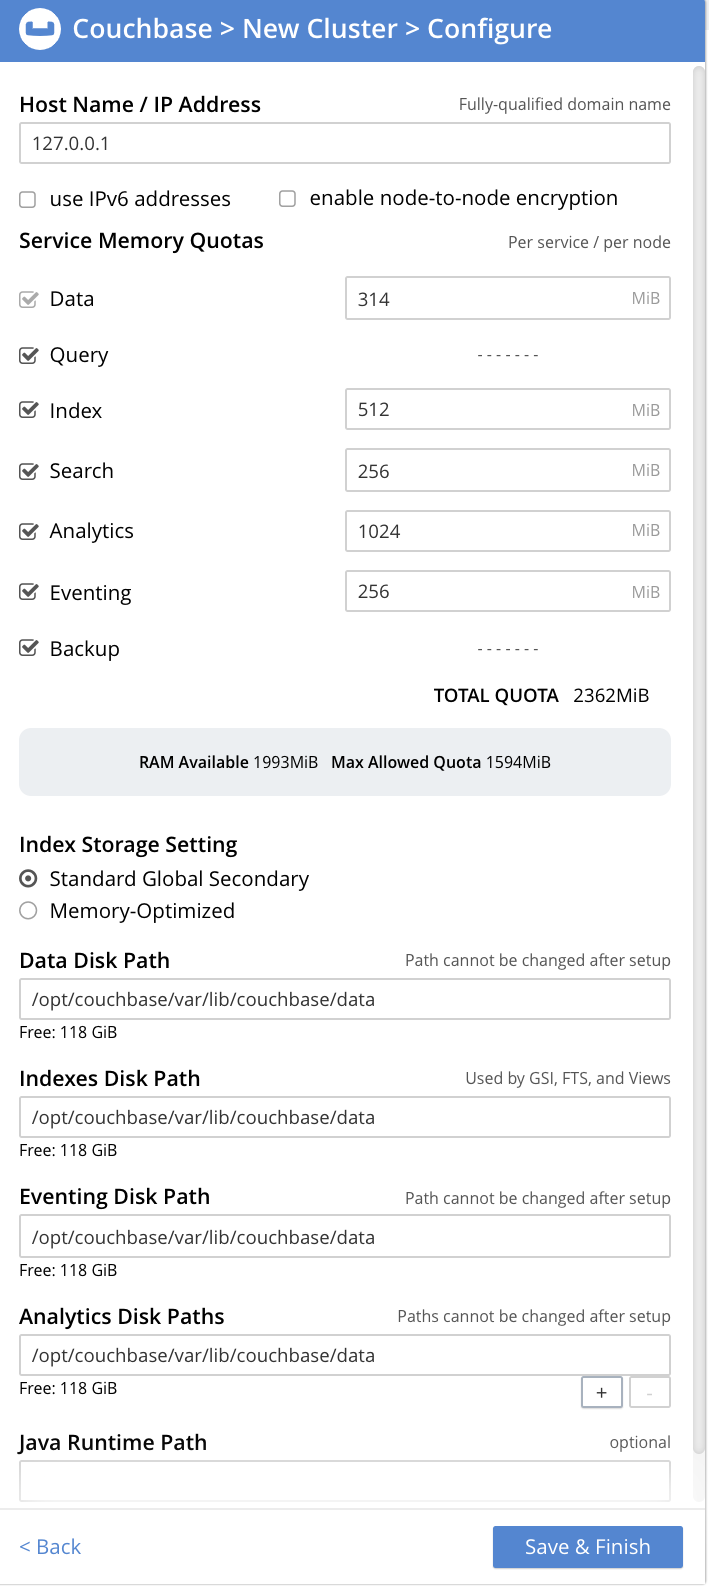 Couchbase > New Cluster > Configure
Host Name / IP Address Fully-qualified domain name
127.0.0.1
use IPv6 addresses enable node-to-node encryption
Service Memory Quotas Per service / per node
Data 314 MiB
Query -------
Index 512 MiB
Search 256 MiB
Analytics 1024 MiB
Eventing 256 MiB
Backup -------
TOTAL QUOTA 2362MiB
RAM Available 1993MiB Max Allowed Quota 1594MiB
Index Storage Setting
Standard Global Secondary
Memory-Optimized
Data Disk Path Path cannot be changed after setup
/opt/couchbase/var/lib/couchbase/data
Free: 118 GiB
Indexes Disk Path Used by GSI, FTS, and Views
/opt/couchbase/var/lib/couchbase/data
Free: 118 GiB
Eventing Disk Path Path cannot be changed after setup
/opt/couchbase/var/lib/couchbase/data
Free: 118 GiB
Analytics Disk Paths Paths cannot be changed after setup
/opt/couchbase/var/lib/couchbase/data
Free: 118 GiB
+ -
Java Runtime Path optional
< Back Save & Finish